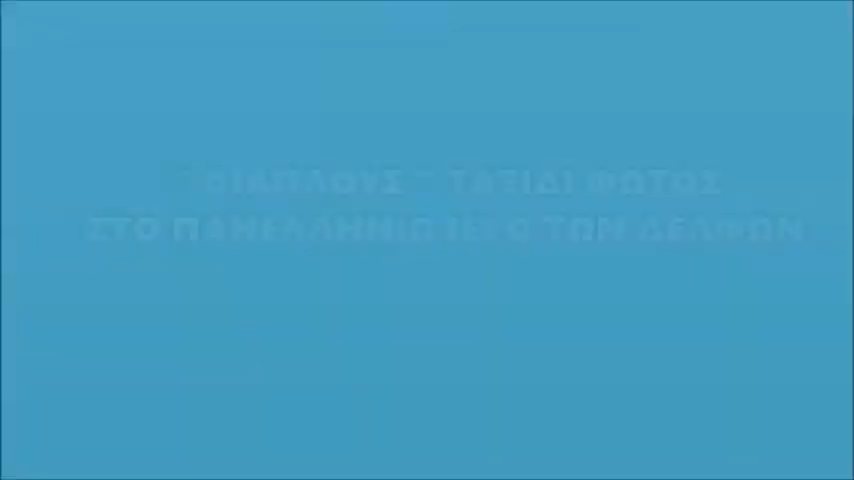 " ΔΙΑΠΛΟΥΣ " ΤΑΞΙΔΙ ΦΩΤΟΣ
ΣΤΟ ΠΑΝΕΛΛΗΝΙΟ ΙΕΡΟ ΤΩΝ ΔΕΛΦΩΝ